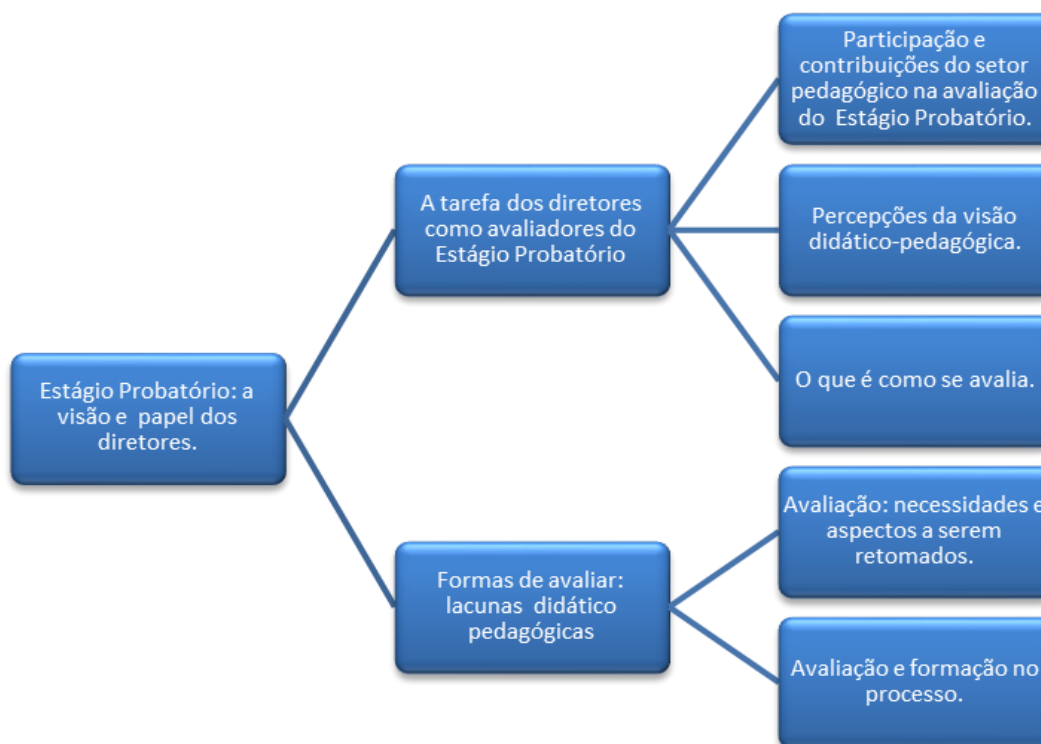 Estágio Probatório: a
visão e papel dos
diretores.
A tarefa dos diretores
como avaliadores do
Estágio Probatório
Participação e
contribuições do setor
pedagógico na avaliação
do Estágio Probatório.
Percepções da visão
didático-pedagógica.
O que é como se avalia.
Formas de avaliar:
lacunas didático
pedagógicas
Avaliação: necessidades e
aspectos a serem
retomados.
Avaliação e formação no
processo.